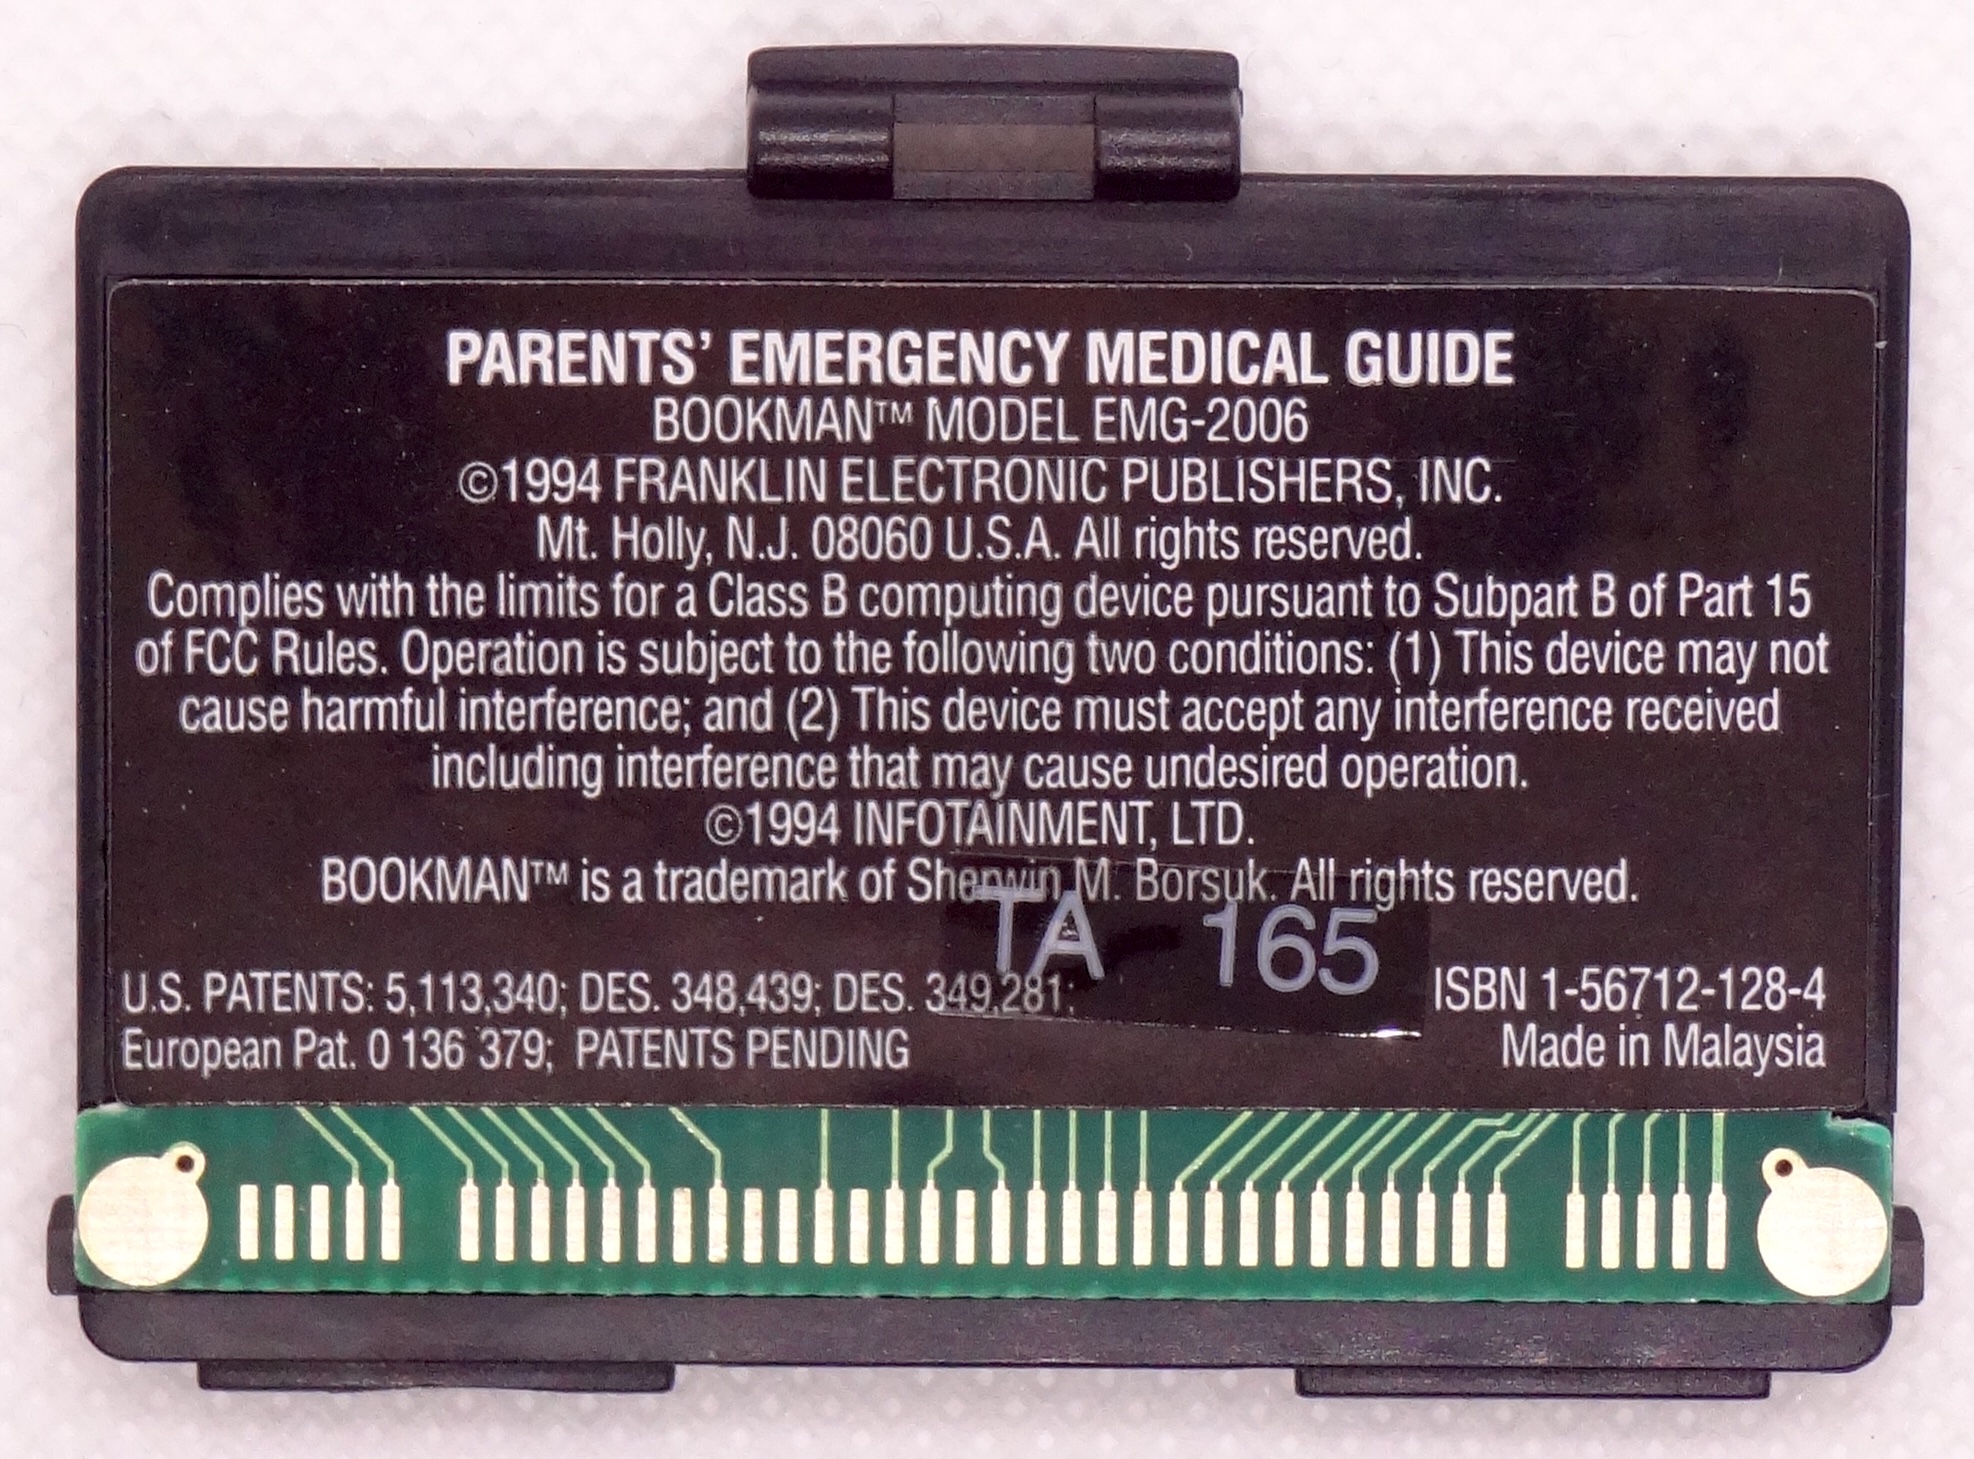 PARENTS' EMERGENCY MEDICAL GUIDE
BOOKMAN™ MODEL EMG-2006
©1994 FRANKLIN ELECTRONIC PUBLISHERS, INC.
Mt. Holly, N.J. 08060 U.S.A. All rights reserved.
Complies with the limits for a Class B computing device pursuant to Subpart B of Part 15
of FCC Rules. Operation is subject to the following two conditions: (1) This device may not
cause harmful interference; and (2) This device must accept any interference received
including interference that may cause undesired operation.
©1994 INFOTAINMENT, LTD.
BOOKMAN™ is a trademark of Sherwin M. Borsuk. All rights reserved.
TA 165
U.S. PATENTS: 5,113,340; DES. 348,439; DES. 349,281;
European Pat. 0 136 379; PATENTS PENDING
ISBN 1-56712-128-4
Made in Malaysia